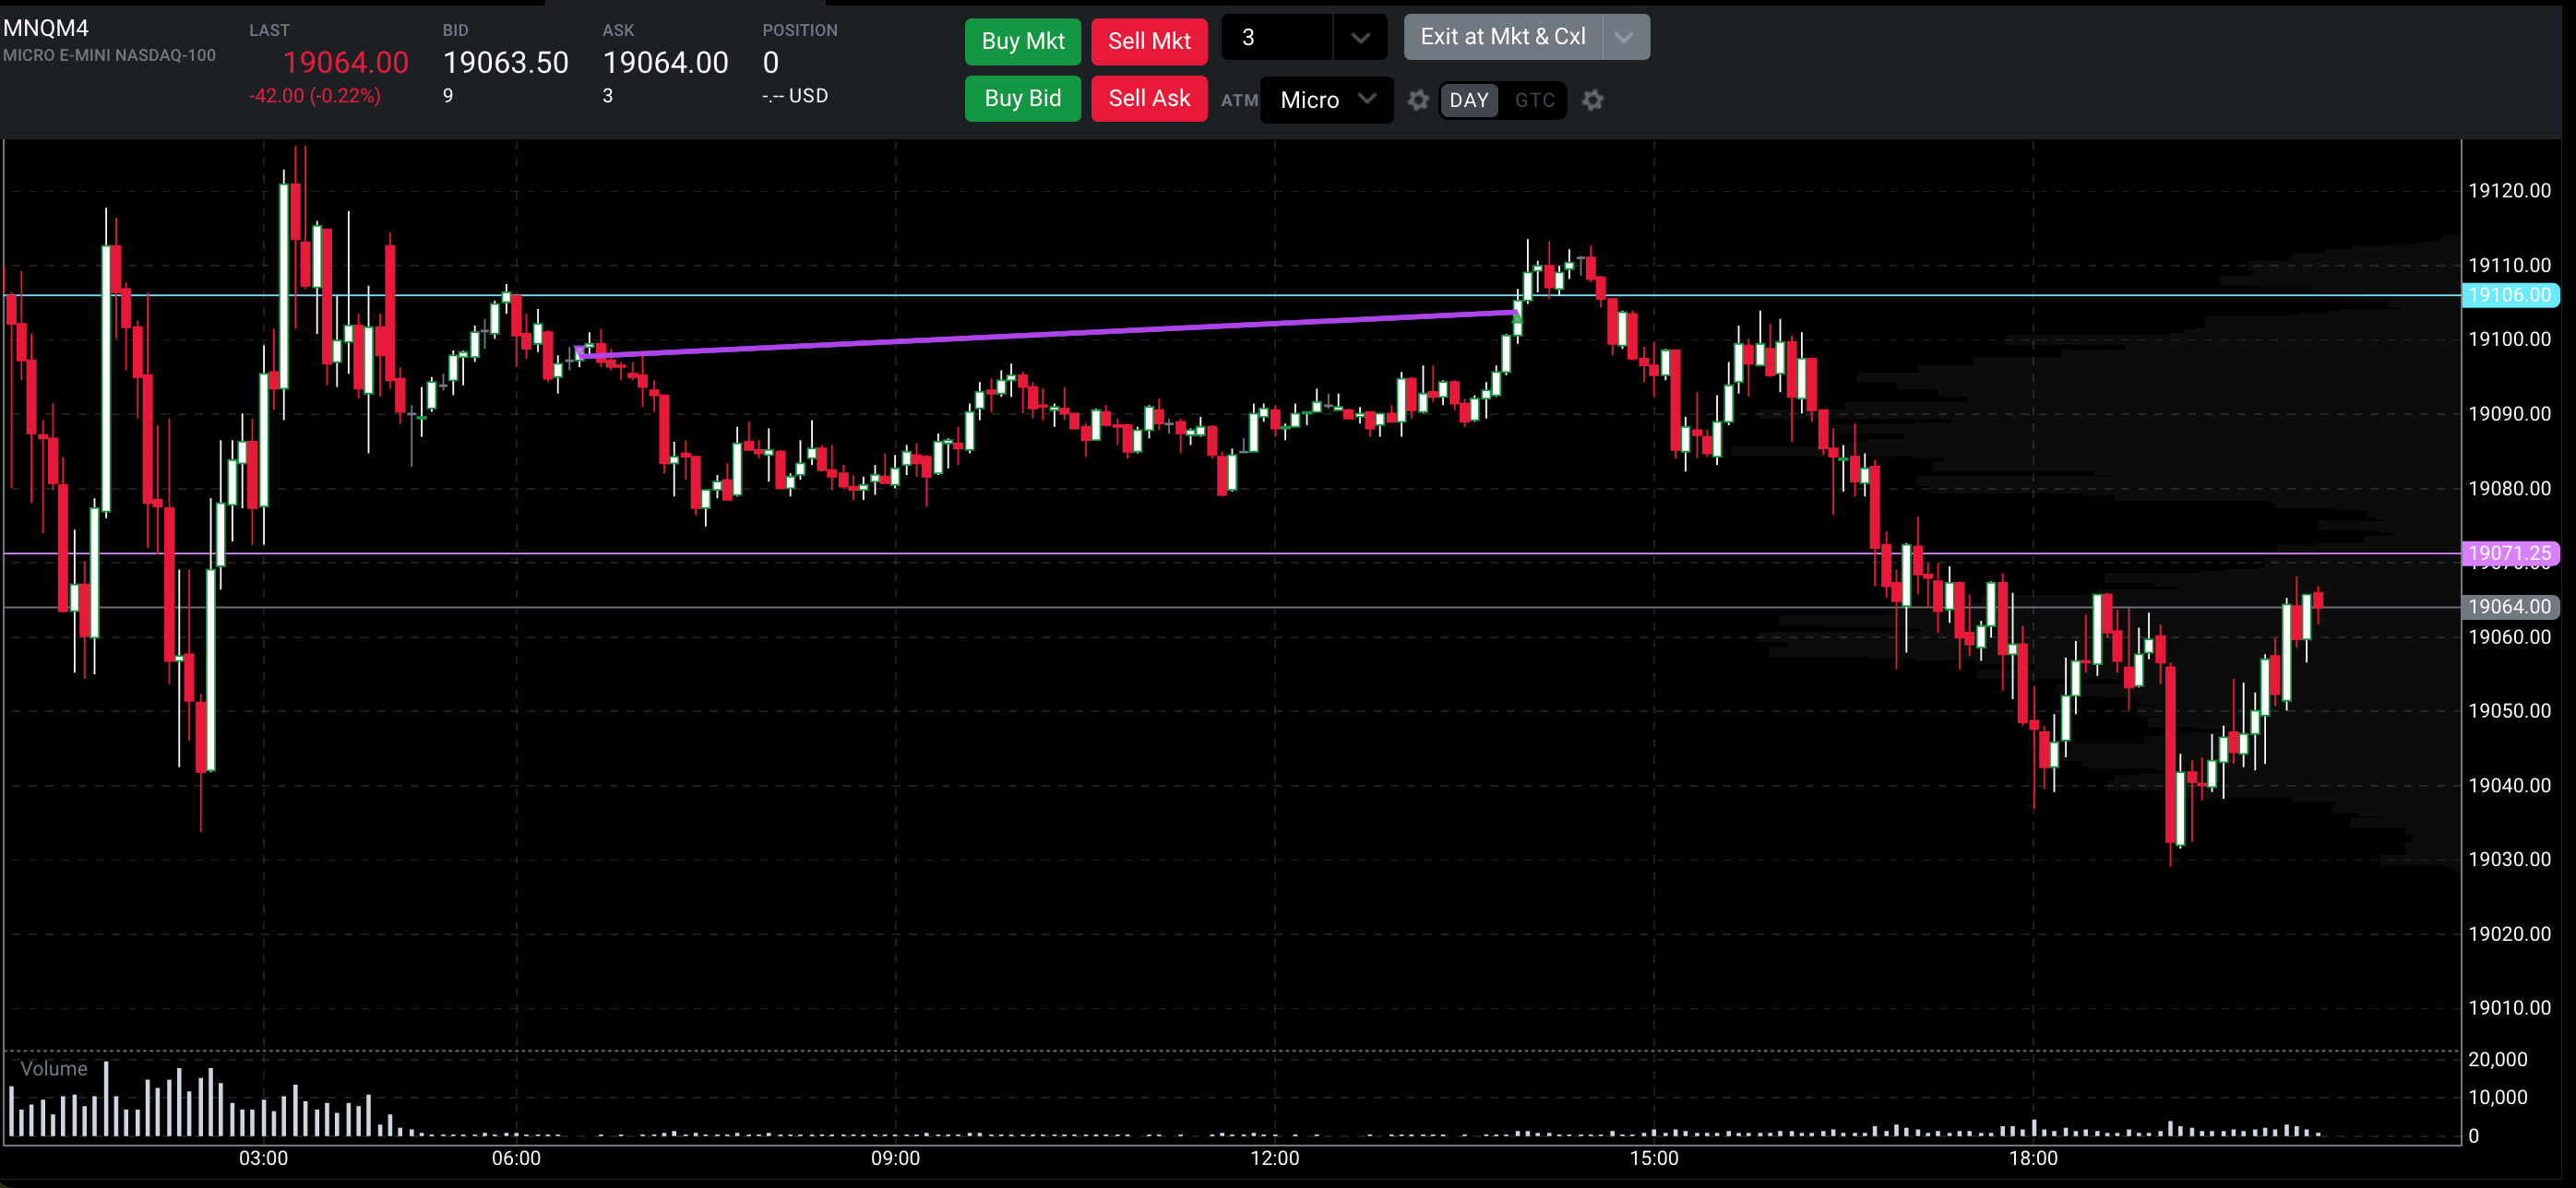 MNQM4
MICRO E-MINI NASDAQ-100
LAST
19064.00
-42.00 (-0.22%)
BID
19063.50
9
ASK
19064.00
3
POSITION
0
-.-- USD
Buy Mkt
Sell Mkt
3
Exit at Mkt & Cxl
Buy Bid
Sell Ask
ATM
Micro
DAY
GTC
19120.00
19110.00
19106.00
19100.00
19090.00
19080.00
19071.25
19064.00
19060.00
19050.00
19040.00
19030.00
19020.00
19010.00
Volume
20,000
10,000
0
03:00
06:00
09:00
12:00
15:00
18:00